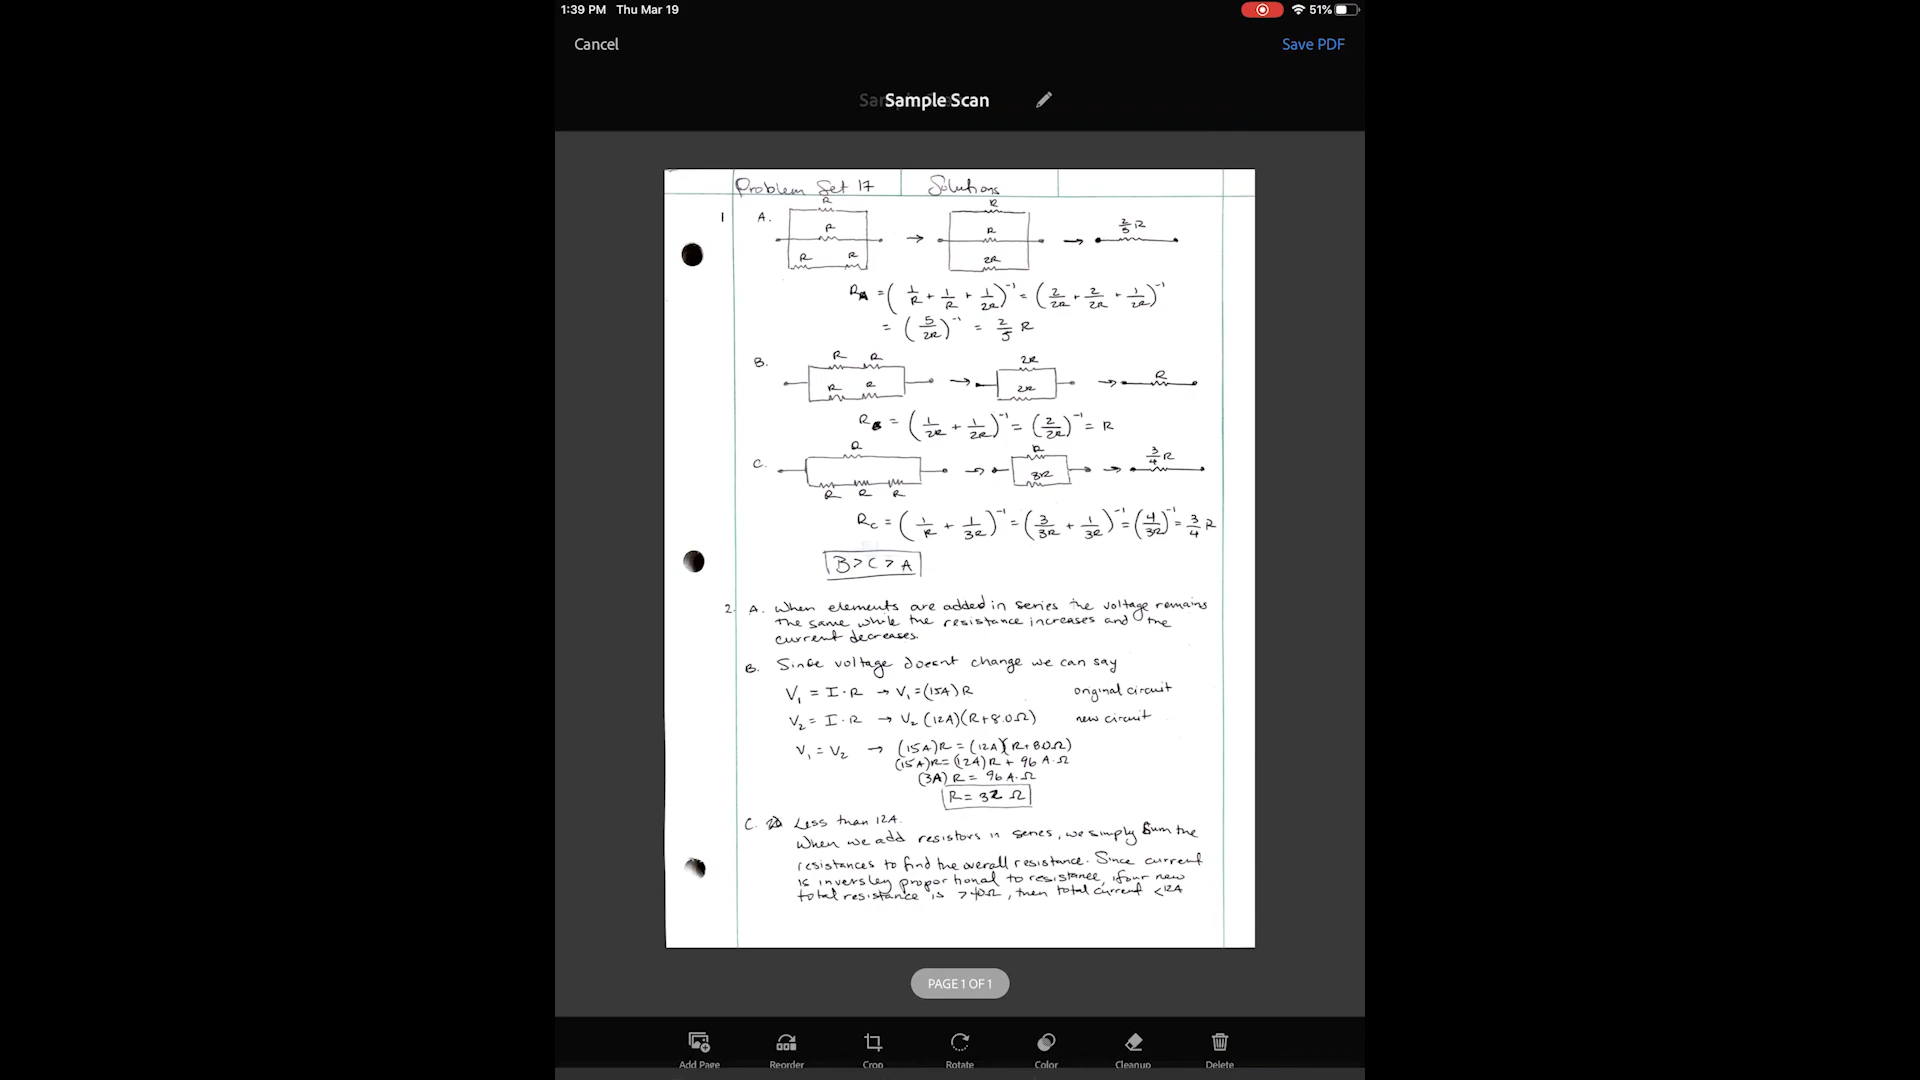 1:39 PM Thu Mar 19
51%
Cancel
Save PDF
Sample Scan
Problem Set 17 Solutions
1 A.
R
R
R R
→
R
R
2R
→
2/5 R
RA = (1/R + 1/R + 1/2R)^-1 = (2/2R + 2/2R + 1/2R)^-1
= (5/2R)^-1 = 2/5 R
B.
R R
R R
→
2R
2R
→
R
RB = (1/2R + 1/2R)^-1 = (2/2R)^-1 = R
C.
R
R R R
→
R
3R
→
3/4 R
Rc = (1/R + 1/3R)^-1 = (3/3R + 1/3R)^-1 = (4/3R)^-1 = 3/4 R
B > C > A
2. A. When elements are added in series the voltage remains
the same while the resistance increases and the
current decreases.
B. Since voltage doesnt change we can say
V1 = I · R → V1 = (15A) R original circuit
V2 = I · R → V2 (12A)(R+8.0Ω) new circuit
V1 = V2 → (15A)R = (12A)(R+8.0Ω)
(15A)R = (12A)R + 96 A·Ω
(3A) R = 96 A·Ω
R = 32 Ω
C. Less than 12A.
When we add resistors in series, we simply sum the
resistances to find the overall resistance. Since current
is inversley proportional to resistance, if our new
total resistance is >40Ω, then total current <12A
PAGE 1 OF 1
Add Page Reorder Crop Rotate Color Cleanup Delete